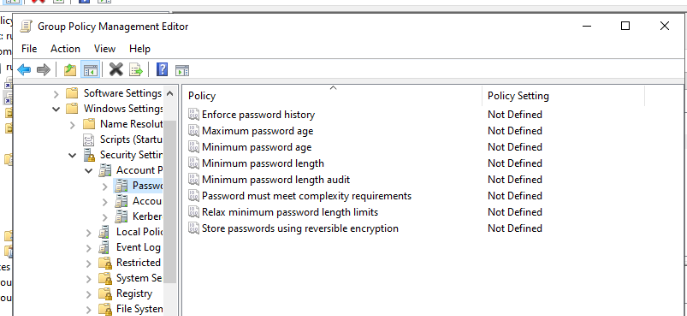 Group Policy Management Editor
File Action View Help
Software Settings
Windows Settings
Name Resolut
Scripts (Startu
Security Settin
Account P
Passwo
Accou
Kerber
Local Polic
Event Log
Restricted
System Se
Registry
File System
Policy Policy Setting
Enforce password history Not Defined
Maximum password age Not Defined
Minimum password age Not Defined
Minimum password length Not Defined
Minimum password length audit Not Defined
Password must meet complexity requirements Not Defined
Relax minimum password length limits Not Defined
Store passwords using reversible encryption Not Defined